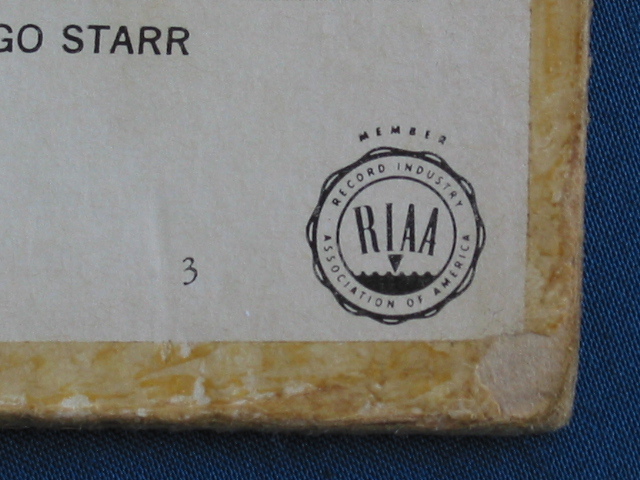 GO STARR
MEMBER
RECORD INDUSTRY
RIAA
ASSOCIATION OF AMERICA
3